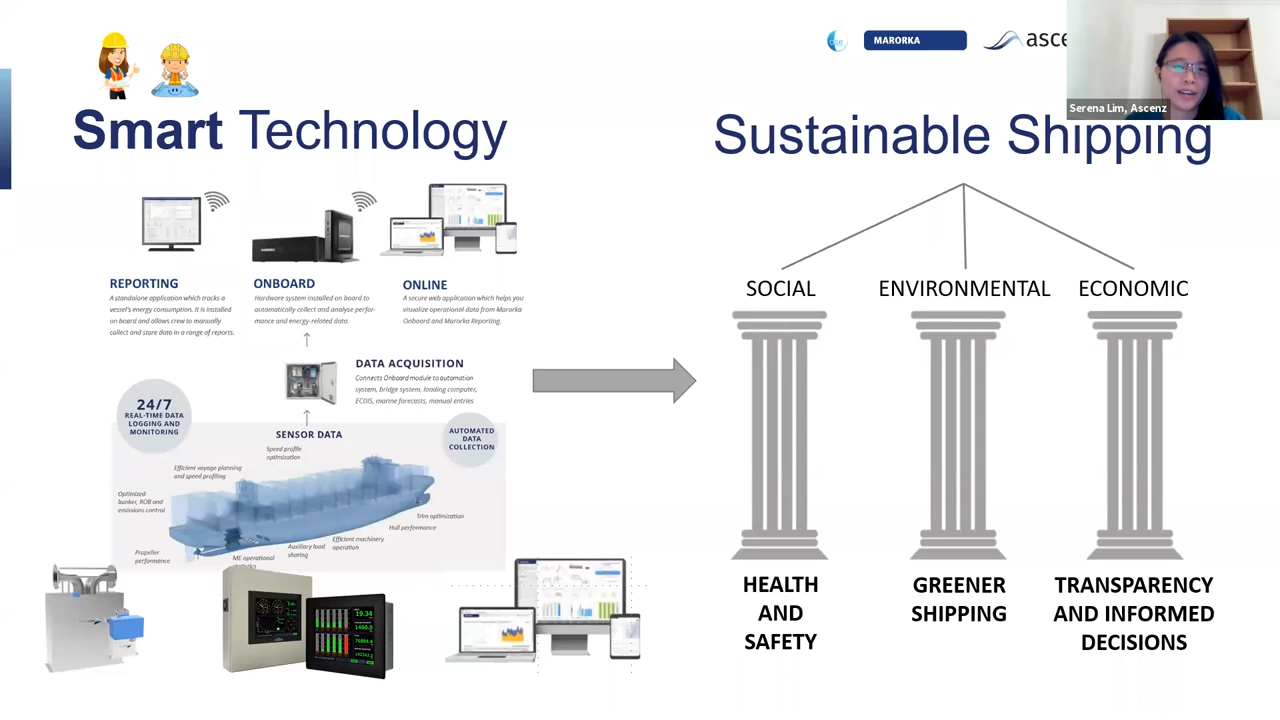 MARORKA
asce
Serena Lim, Ascenz
Smart Technology
Sustainable Shipping
REPORTING
A standalone application which tracks a
vessel's energy consumption. It is installed
on board and allows crew to manually
collect and store data in a range of reports.
ONBOARD
Hardware system installed on board to
automatically collect and analyse perfor-
mance and energy-related data.
ONLINE
A secure web application which helps you
visualize operational data from Marorka
Onboard and Marorka Reporting.
DATA ACQUISITION
Connects Onboard module to automation
system, bridge system, loading computer,
ECDIS, marine forecasts, manual entries
24/7
REAL-TIME DATA
LOGGING AND
MONITORING
SENSOR DATA
AUTOMATED
DATA
COLLECTION
Speed profile
optimization
Efficient voyage planning
and speed profiling
Optimized
bunker, ROB and
emissions control
Trim optimization
Hull performance
Efficient machinery
operation
Auxiliary load
sharing
ME operational
statistics
Propeller
performance
19.34
1460.0
SOCIAL
ENVIRONMENTAL
ECONOMIC
HEALTH
AND
SAFETY
GREENER
SHIPPING
TRANSPARENCY
AND INFORMED
DECISIONS